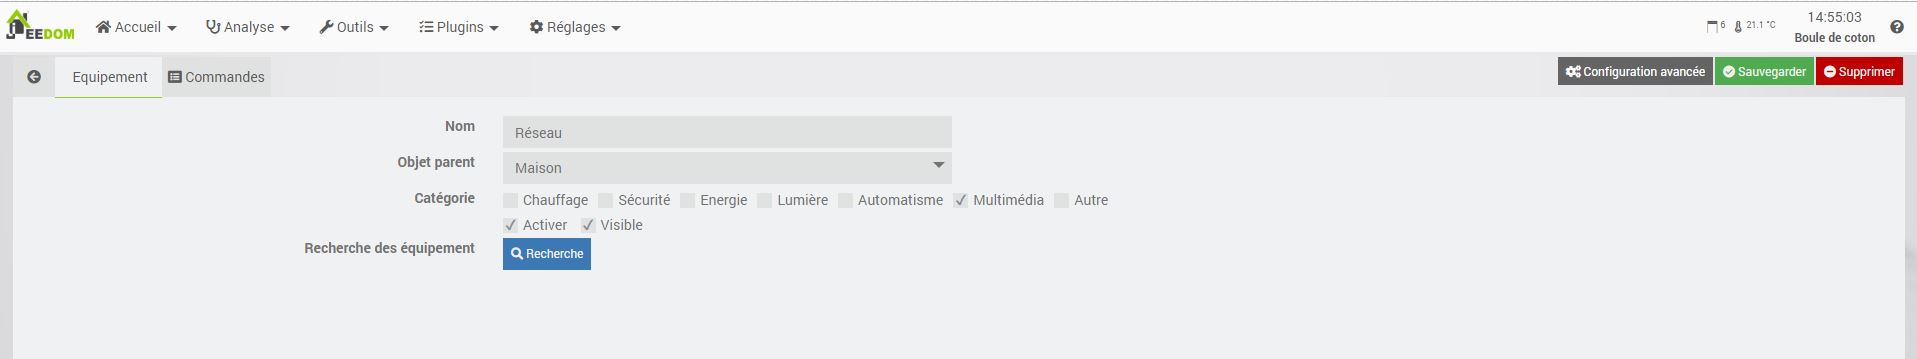 JEEDOM Accueil Analyse Outils Plugins Réglages 6 21.1 °C 14:55:03
Boule de coton
Equipement Commandes Configuration avancée Sauvegarder Supprimer
Nom Réseau
Objet parent Maison
Catégorie Chauffage Sécurité Energie Lumière Automatisme Multimédia Autre
Activer Visible
Recherche des équipement Recherche